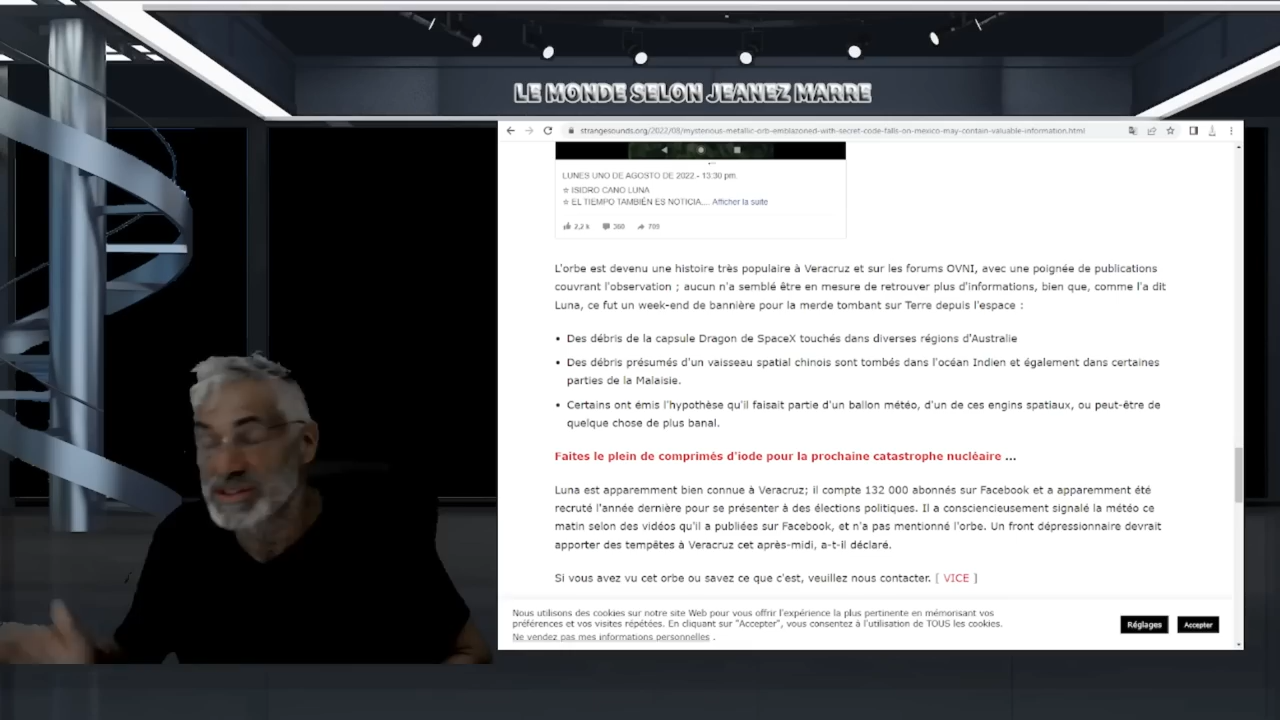 LE MONDE SELON JEANEZ MARRE
strangesounds.org/2022/08/mysterious-metallic-orb-emblazoned-with-secret-code-falls-on-mexico-may-contain-valuable-information.html
LUNES UNO DE AGOSTO DE 2022 - 13:30 pm.
☆ ISIDRO CANO LUNA
☆ EL TIEMPO TAMBIÉN ES NOTICIA... Afficher la suite
2,2 k 360 709
L'orbe est devenu une histoire très populaire à Veracruz et sur les forums OVNI, avec une poignée de publications
couvrant l'observation ; aucun n'a semblé être en mesure de retrouver plus d'informations, bien que, comme l'a dit
Luna, ce fut un week-end de bannière pour la merde tombant sur Terre depuis l'espace :
• Des débris de la capsule Dragon de SpaceX touchés dans diverses régions d'Australie
• Des débris présumés d'un vaisseau spatial chinois sont tombés dans l'océan Indien et également dans certaines
parties de la Malaisie.
• Certains ont émis l'hypothèse qu'il faisait partie d'un ballon météo, d'un de ces engins spatiaux, ou peut-être de
quelque chose de plus banal.
Faites le plein de comprimés d'iode pour la prochaine catastrophe nucléaire ...
Luna est apparemment bien connue à Veracruz; il compte 132 000 abonnés sur Facebook et a apparemment été
recruté l'année dernière pour se présenter à des élections politiques. Il a consciencieusement signalé la météo ce
matin selon des vidéos qu'il a publiées sur Facebook, et n'a pas mentionné l'orbe. Un front dépressionnaire devrait
apporter des tempêtes à Veracruz cet après-midi, a-t-il déclaré.
Si vous avez vu cet orbe ou savez ce que c'est, veuillez nous contacter. [ VICE ]
Nous utilisons des cookies sur notre site Web pour vous offrir l'expérience la plus pertinente en mémorisant vos
préférences et vos visites répétées. En cliquant sur "Accepter", vous consentez à l'utilisation de TOUS les cookies.
Ne vendez pas mes informations personnelles .
Réglages Accepter